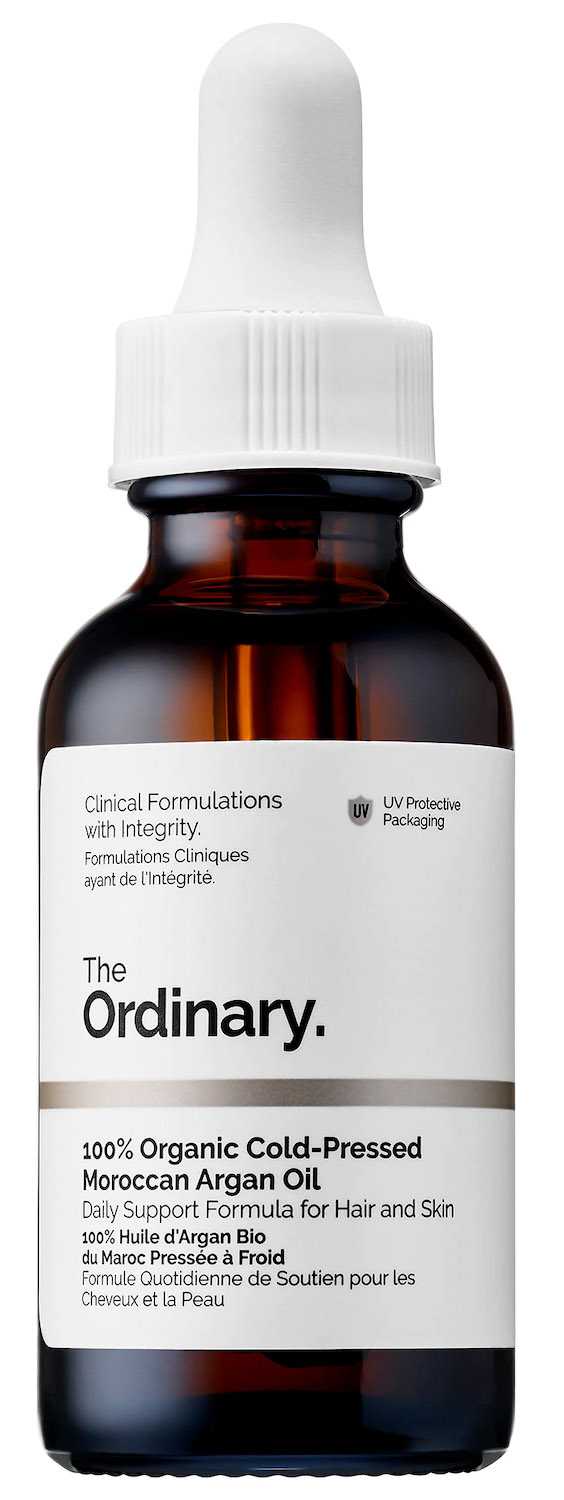 Clinical Formulations
with Integrity.
Formulations Cliniques
ayant de l'Intégrité.
UV
UV Protective
Packaging
The
Ordinary.
100% Organic Cold-Pressed
Moroccan Argan Oil
Daily Support Formula for Hair and Skin
100% Huile d'Argan Bio
du Maroc Pressée à Froid
Formule Quotidienne de Soutien pour les
Cheveux et la Peau